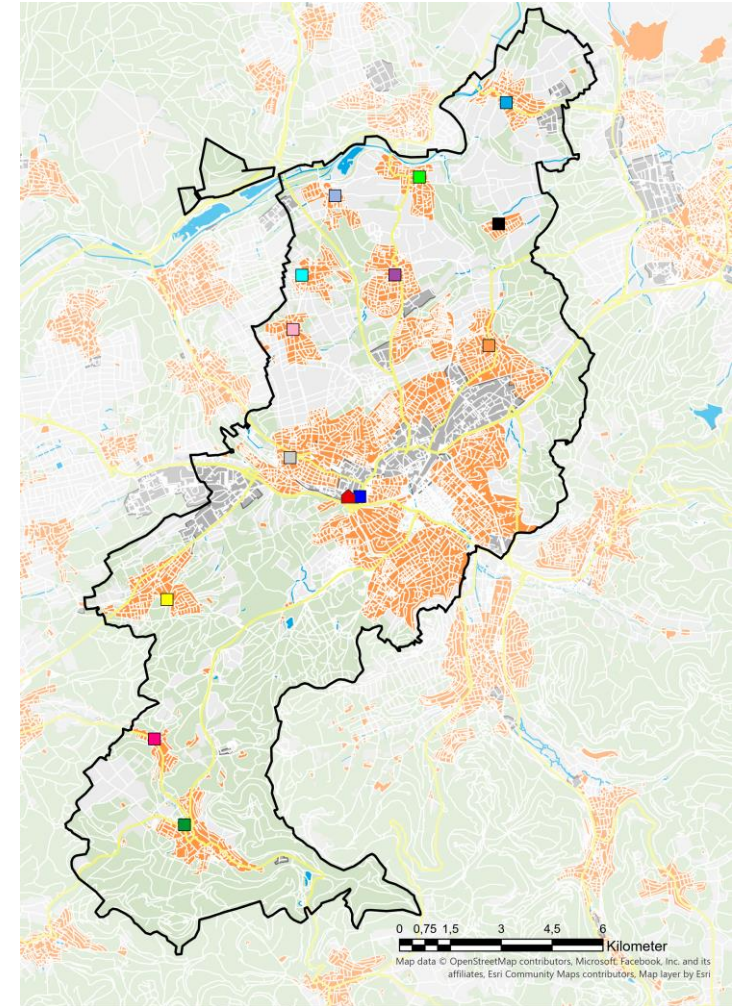 0 0,75 1,5 3 4,5 6
Kilometer
Map data © OpenStreetMap contributors, Microsoft, Facebook, Inc. and its
affiliates, Esri Community Maps contributors, Map layer by Esri